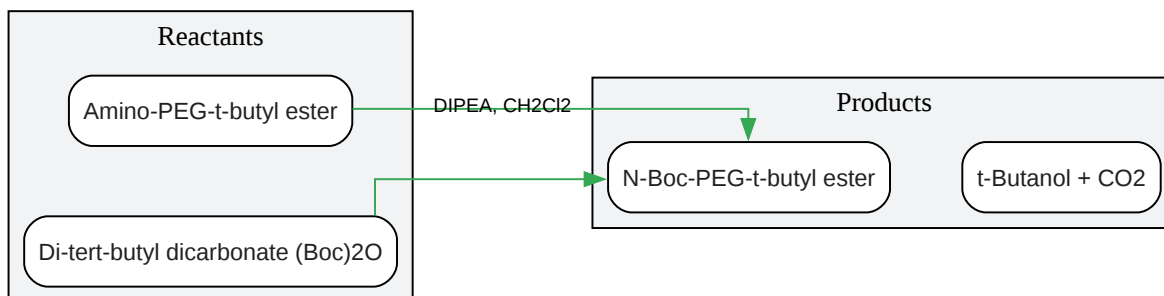 Reactants
Amino-PEG-t-butyl ester
DIPEA, CH2Cl2
Di-tert-butyl dicarbonate (Boc)2O
Products
N-Boc-PEG-t-butyl ester
t-Butanol + CO2